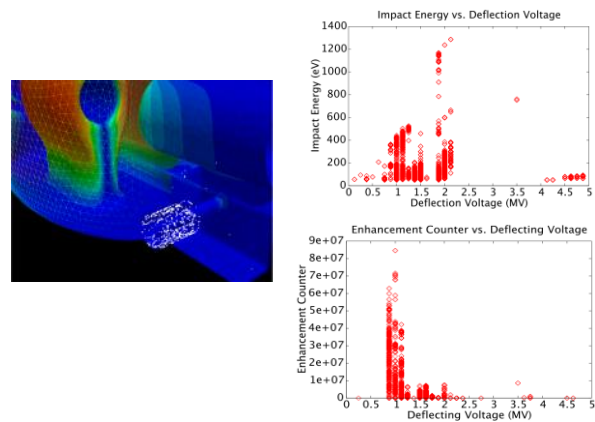 Impact Energy vs. Deflection Voltage
Impact Energy (eV)
1400
1200
1000
800
600
400
200
0
0 0.5 1 1.5 2 2.5 3 3.5 4 4.5 5
Deflection Voltage (MV)
Enhancement Counter vs. Deflecting Voltage
Enhancement Counter
9e+07
8e+07
7e+07
6e+07
5e+07
4e+07
3e+07
2e+07
1e+07
0
0 0.5 1 1.5 2 2.5 3 3.5 4 4.5 5
Deflecting Voltage (MV)